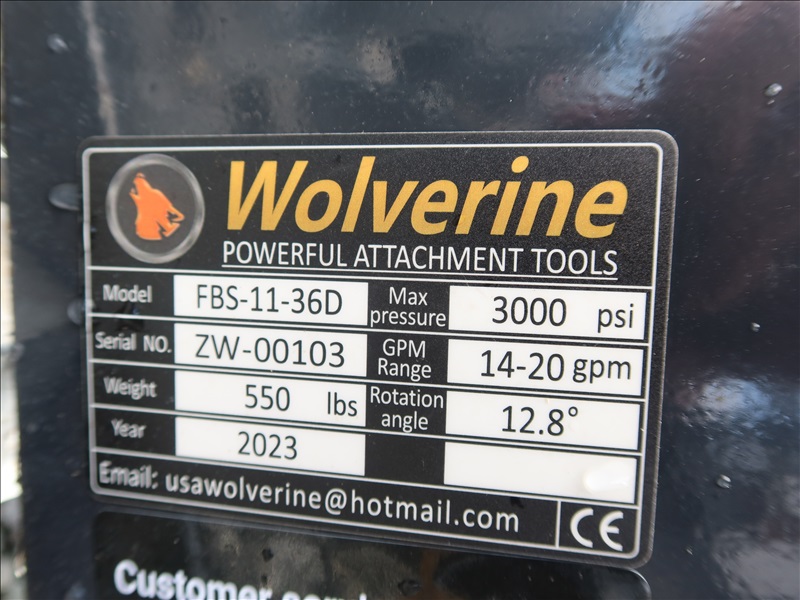 Wolverine
POWERFUL ATTACHMENT TOOLS
Model FBS-11-36D Max pressure 3000 psi
Serial NO. ZW-00103 GPM Range 14-20 gpm
Weight 550 lbs Rotation angle 12.8°
Year 2023
Email: usawolverine@hotmail.com CE
Customer